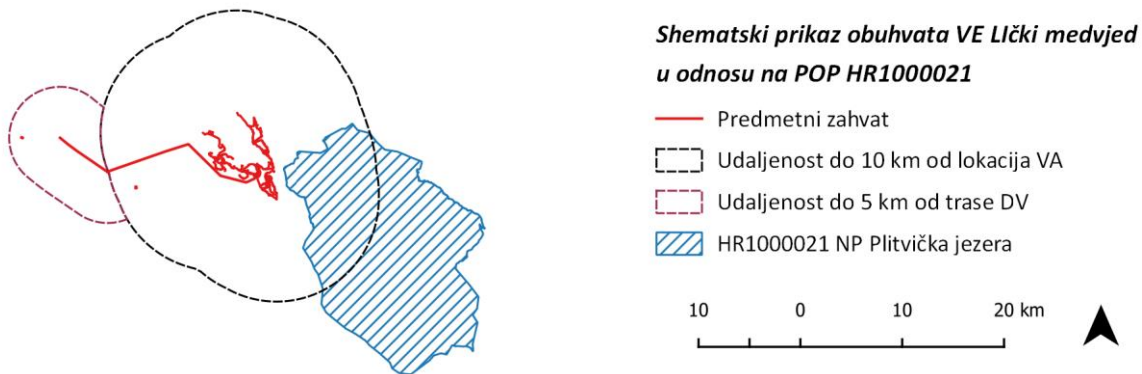 Shematski prikaz obuhvata VE LIčki medvjed
u odnosu na POP HR1000021
Predmetni zahvat
Udaljenost do 10 km od lokacija VA
Udaljenost do 5 km od trase DV
HR1000021 NP Plitvička jezera
10 0 10 20 km